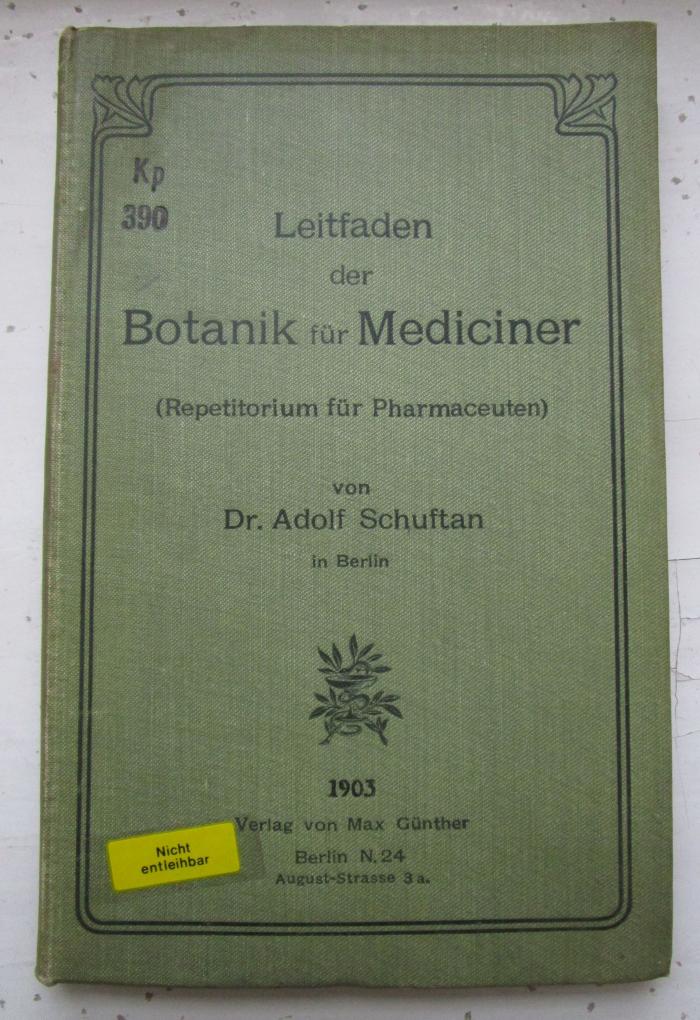 Kp
390
Leitfaden
der
Botanik für Mediciner
(Repetitorium für Pharmaceuten)
von
Dr. Adolf Schuftan
in Berlin
1903
Verlag von Max Günther
Berlin N. 24
August-Strasse 3 a.
Nicht
entleihbar